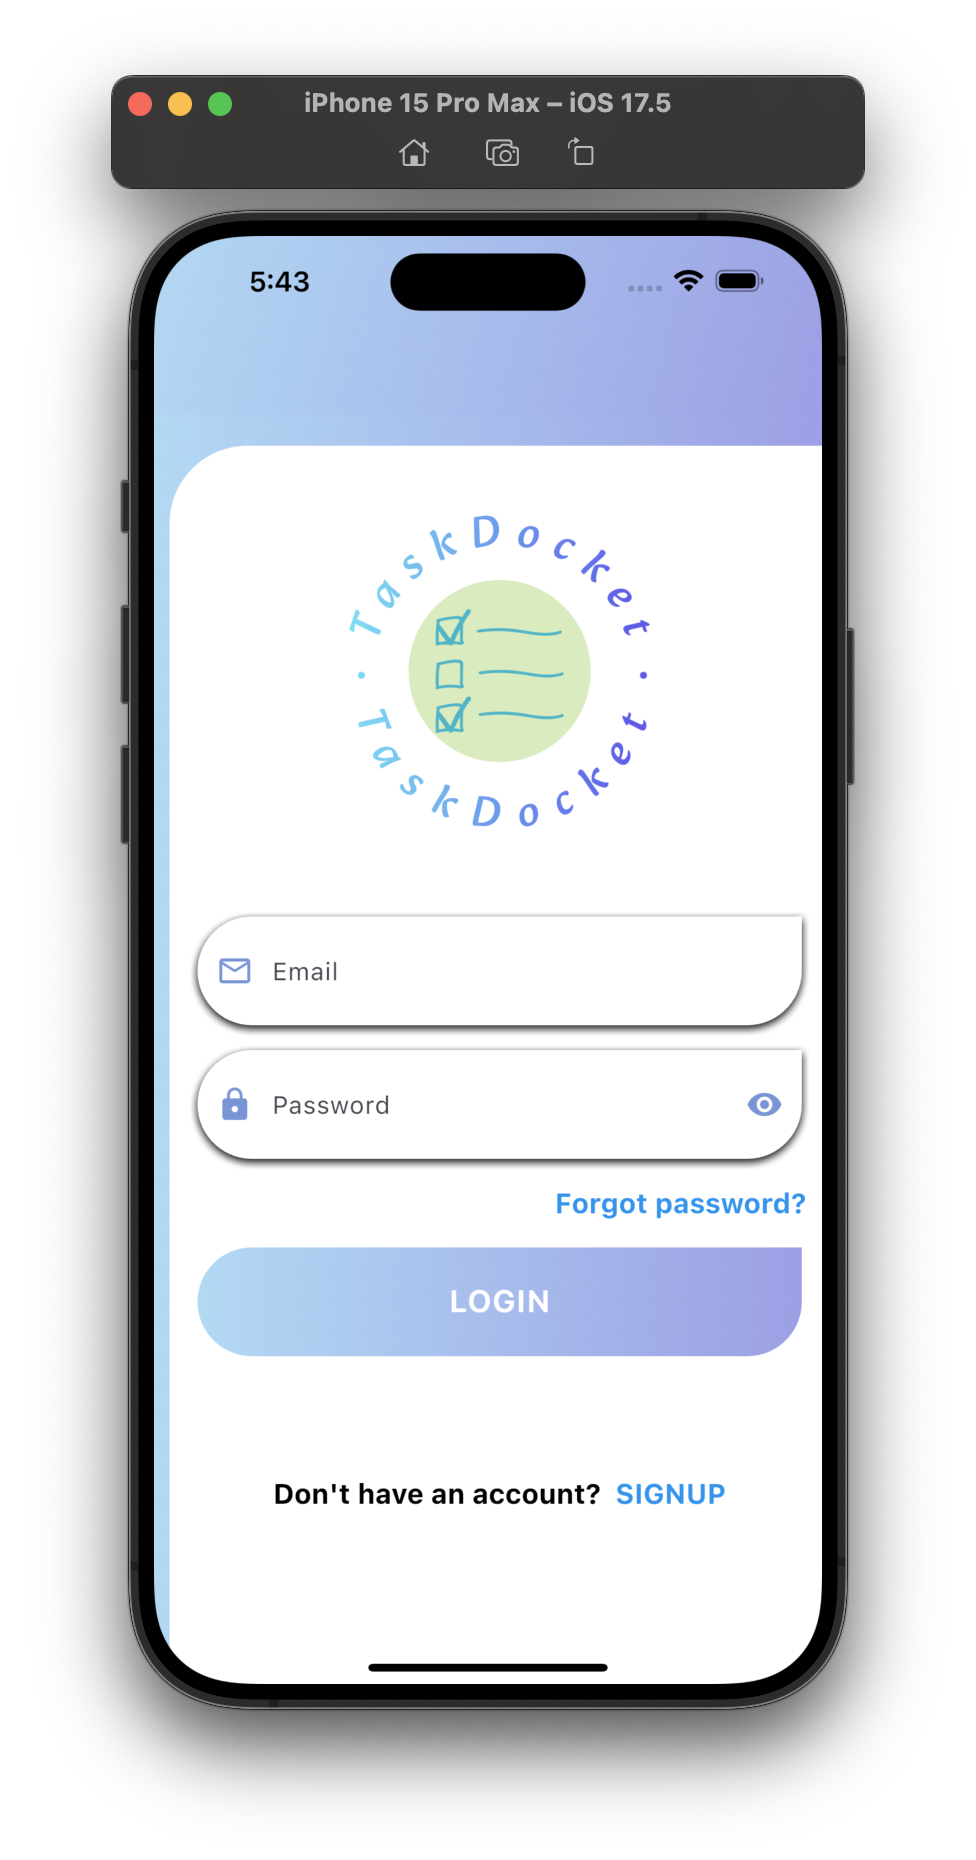 iPhone 15 Pro Max – iOS 17.5
5:43
· TaskDocket ·
TaskDocket
Email
Password
Forgot password?
LOGIN
Don't have an account? SIGNUP